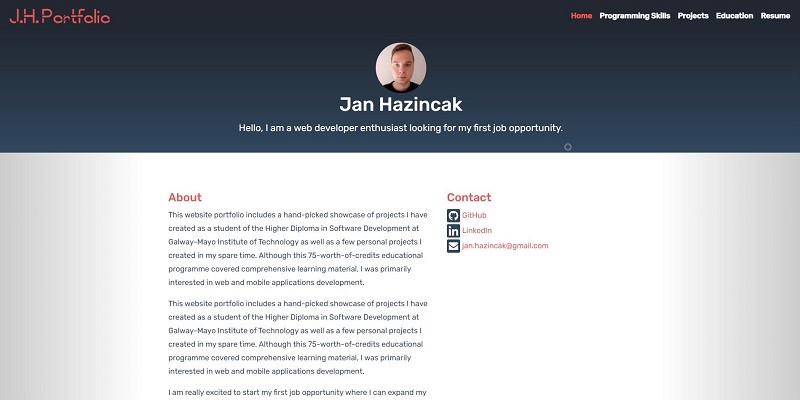 J.H.Portfolio
Home Programming Skills Projects Education Resume
Jan Hazincak
Hello, I am a web developer enthusiast looking for my first job opportunity.
About
This website portfolio includes a hand-picked showcase of projects I have
created as a student of the Higher Diploma in Software Development at
Galway-Mayo Institute of Technology as well as a few personal projects I
created in my spare time. Although this 75-worth-of-credits educational
programme covered comprehensive learning material, I was primarily
interested in web and mobile applications development.
This website portfolio includes a hand-picked showcase of projects I have
created as a student of the Higher Diploma in Software Development at
Galway-Mayo Institute of Technology as well as a few personal projects I
created in my spare time. Although this 75-worth-of-credits educational
programme covered comprehensive learning material, I was primarily
interested in web and mobile applications development.
I am really excited to start my first job opportunity where I can expand my
Contact
GitHub
LinkedIn
jan.hazincak@gmail.com